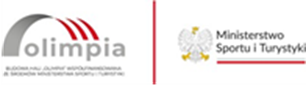 olimpia
BUDOWA HALI „OLIMPIA” WSPÓŁFINANSOWANA
ZE ŚRODKÓW MINISTERSTWA SPORTU I TURYSTYKI
Ministerstwo
Sportu i Turystyki